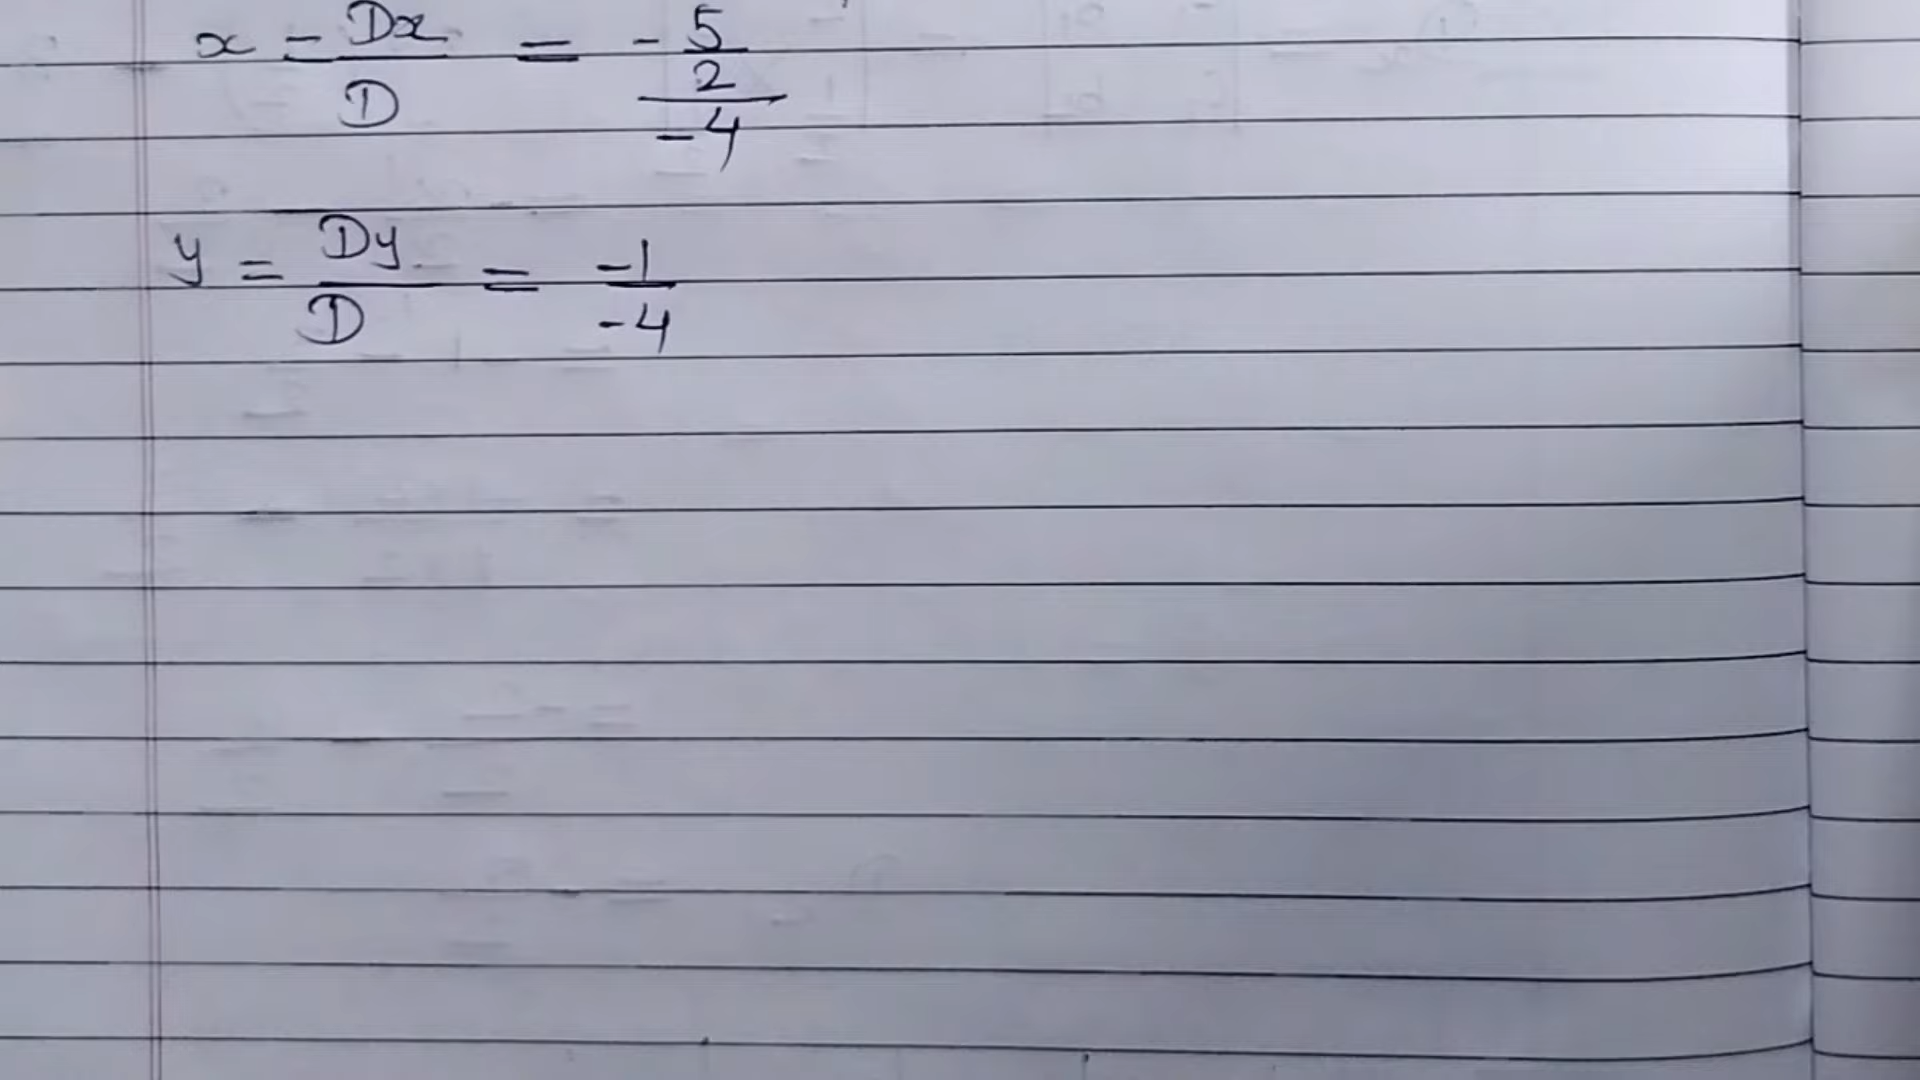 x = Dx/D = -5/2/-4
y = Dy/D = -1/-4